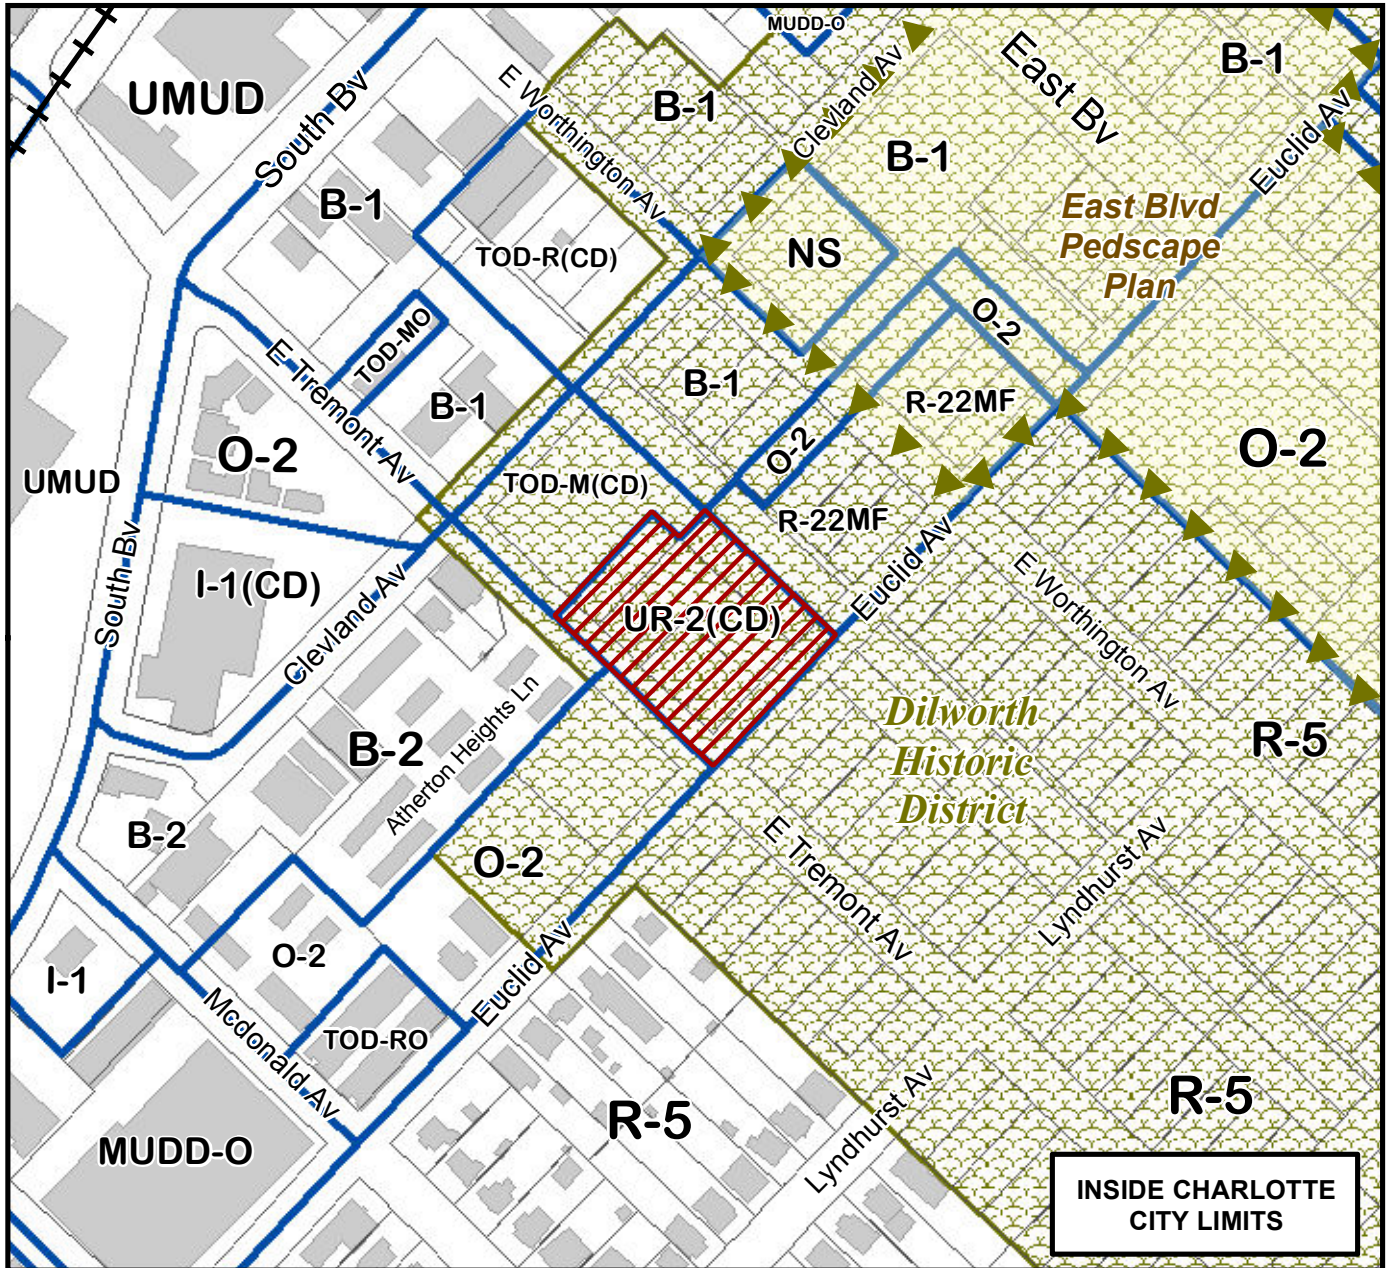 MUDD-O
UMUD
South Bv
E Worthington Av
B-1
Clevland Av
East Bv
B-1
B-1
Euclid Av
B-1
TOD-R(CD)
NS
East Blvd
Pedscape
Plan
TOD-MO
O-2
E Tremont Av
B-1
B-1
R-22MF
O-2
UMUD
O-2
TOD-M(CD)
O-2
R-22MF
South Bv
I-1(CD)
Clevland Av
UR-2(CD)
Euclid Av
E Worthington Av
Dilworth
Historic
District
R-5
B-2
Atherton Heights Ln
B-2
O-2
E Tremont Av
Lyndhurst Av
I-1
O-2
Euclid Av
Mcdonald Av
TOD-RO
R-5
Lyndhurst Av
R-5
MUDD-O
INSIDE CHARLOTTE
CITY LIMITS